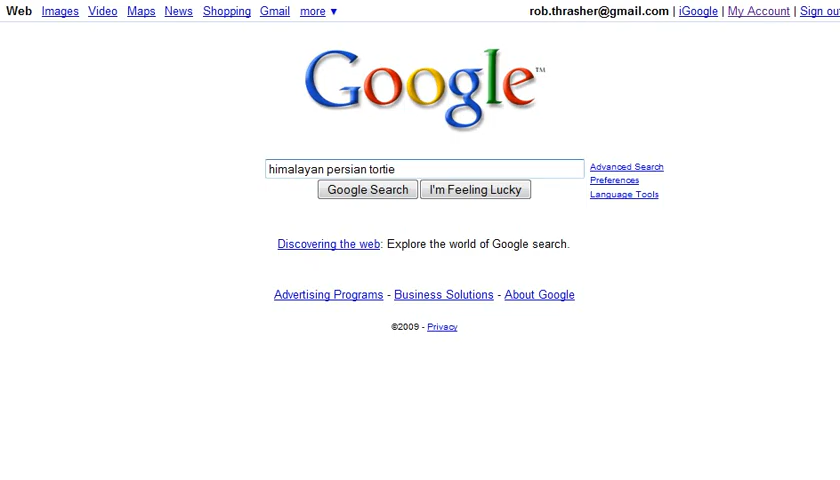 Web Images Video Maps News Shopping Gmail more ▼ rob.thrasher@gmail.com | iGoogle | My Account | Sign
Google™
himalayan persian tortie Advanced Search
Preferences
Google Search I'm Feeling Lucky
Language Tools
Discovering the web: Explore the world of Google search.
Advertising Programs - Business Solutions - About Google
©2009 - Privacy